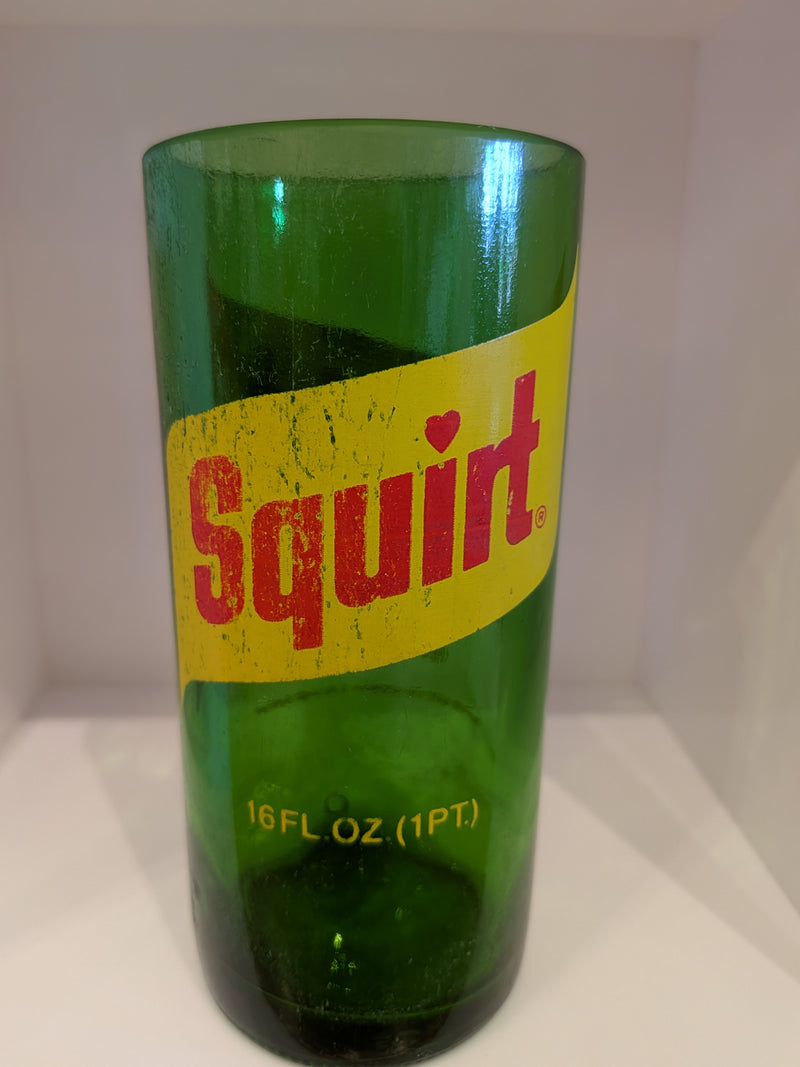 Squirt®
16 FL. OZ. (1 PT.)